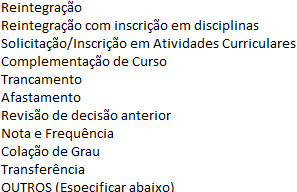 Reintegração
Reintegração com inscrição em disciplinas
Solicitação/Inscrição em Atividades Curriculares
Complementação de Curso
Trancamento
Afastamento
Revisão de decisão anterior
Nota e Frequência
Colação de Grau
Transferência
OUTROS (Especificar abaixo)